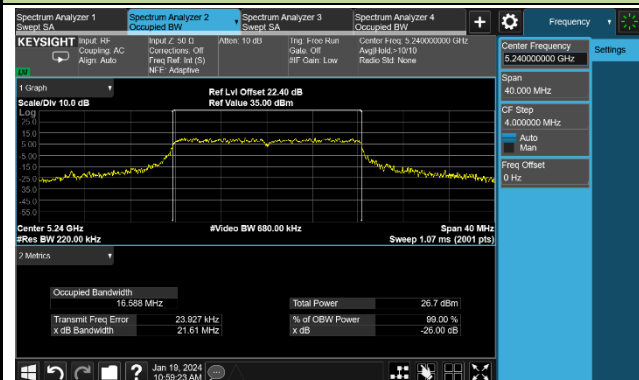 Spectrum Analyzer 1
Swept SA
Spectrum Analyzer 2
Occupied BW
Spectrum Analyzer 3
Swept SA
Spectrum Analyzer 4
Occupied BW
+
Frequency
KEYSIGHT
Input: RF
Coupling: AC
Align: Auto
Input Z: 50 Ω
Corrections: Off
Freq Ref: Int (S)
NFE: Adaptive
Atten: 10 dB
Trig: Free Run
Gate: Off
#IF Gain: Low
Center Freq: 5.240000000 GHz
Avg|Hold:>10/10
Radio Std: None
LV
Center Frequency
5.240000000 GHz
Settings
Span
40.000 MHz
CF Step
4.000000 MHz
Auto
Man
Freq Offset
0 Hz
1 Graph
Scale/Div 10.0 dB
Ref Lvl Offset 22.40 dB
Ref Value 35.00 dBm
Log
25.0
15.0
5.00
-5.00
-15.0
-25.0
-35.0
-45.0
-55.0
Center 5.24 GHz
#Res BW 220.00 kHz
#Video BW 680.00 kHz
Span 40 MHz
Sweep 1.07 ms (2001 pts)
2 Metrics
Occupied Bandwidth
16.588 MHz
Transmit Freq Error 23.927 kHz
x dB Bandwidth 21.61 MHz
Total Power 26.7 dBm
% of OBW Power 99.00 %
x dB -26.00 dB
?
Jan 19, 2024
10:59:23 AM